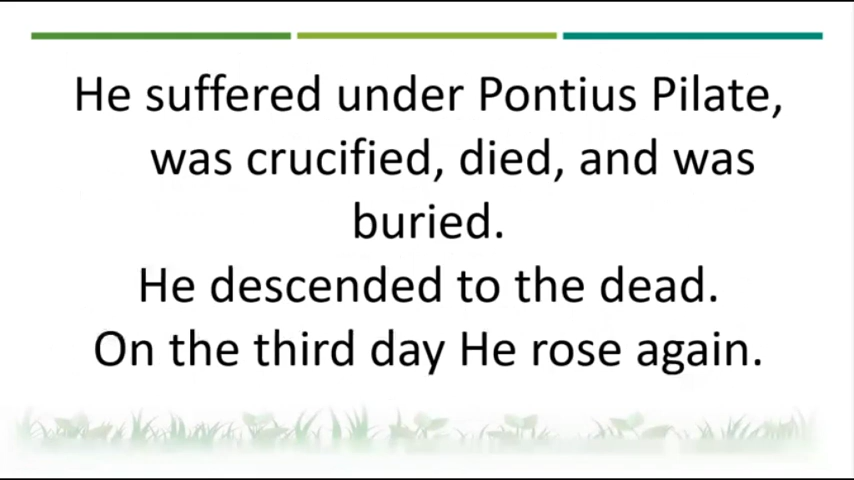 He suffered under Pontius Pilate,
was crucified, died, and was
buried.
He descended to the dead.
On the third day He rose again.